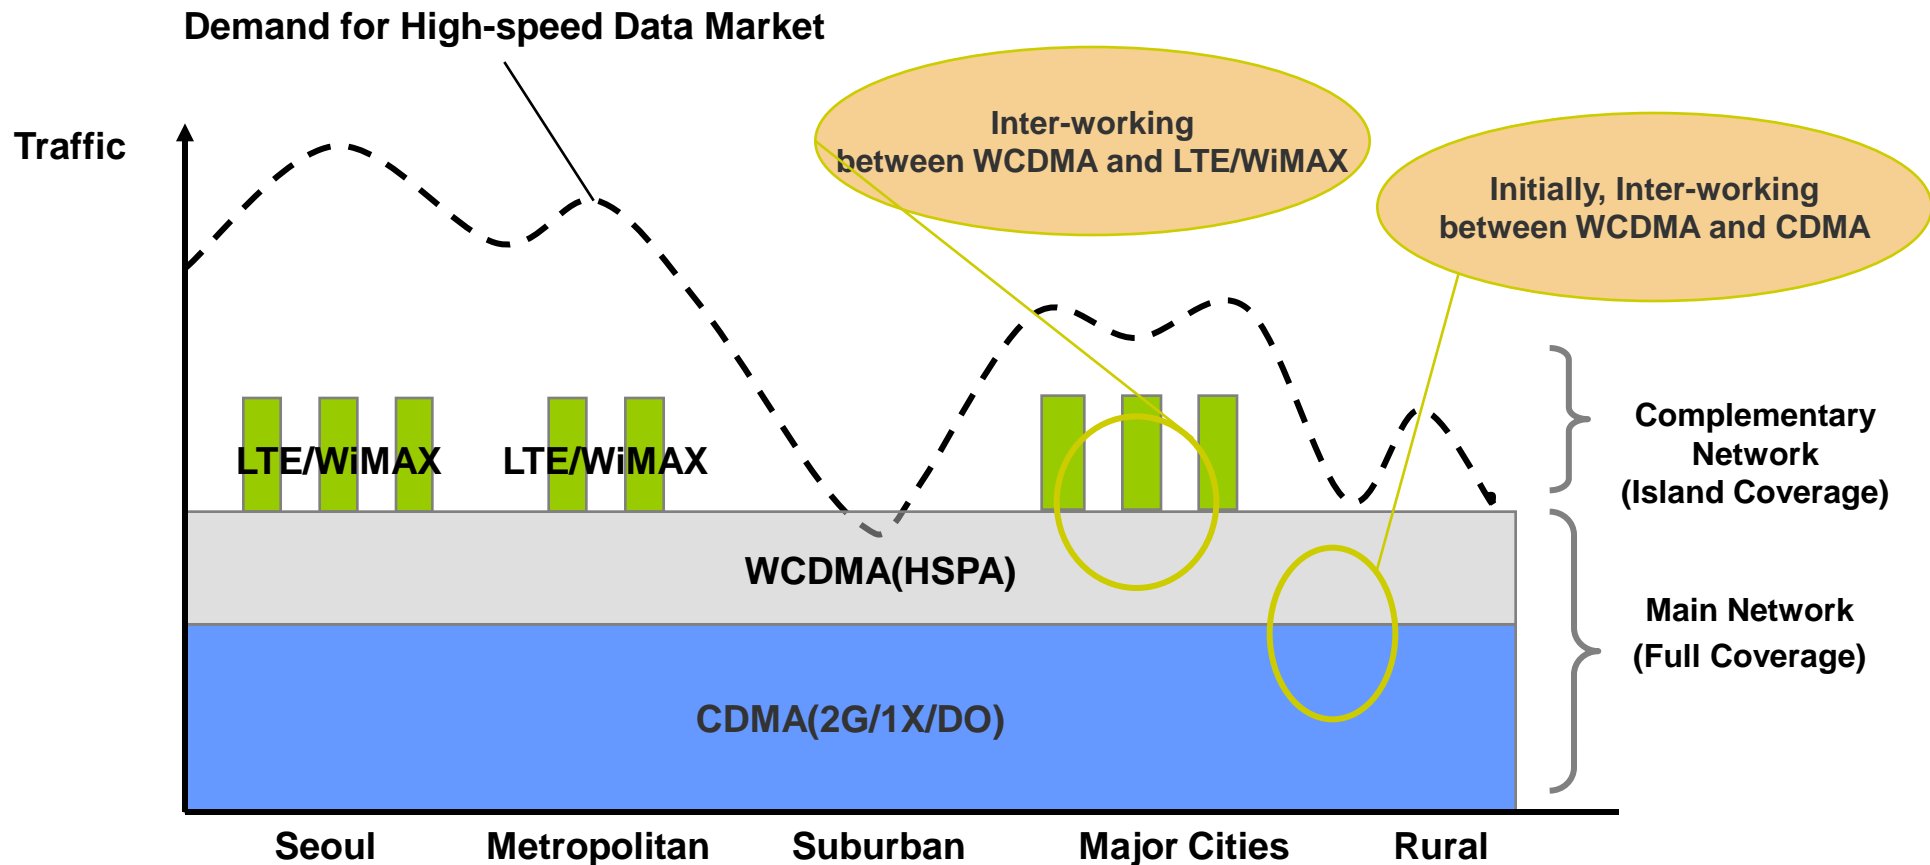 Demand for High-speed Data Market
Traffic
Inter-working
between WCDMA and LTE/WiMAX
Initially, Inter-working
between WCDMA and CDMA
LTE/WiMAX
LTE/WiMAX
Complementary
Network
(Island Coverage)
WCDMA(HSPA)
Main Network
(Full Coverage)
CDMA(2G/1X/DO)
Seoul
Metropolitan
Suburban
Major Cities
Rural